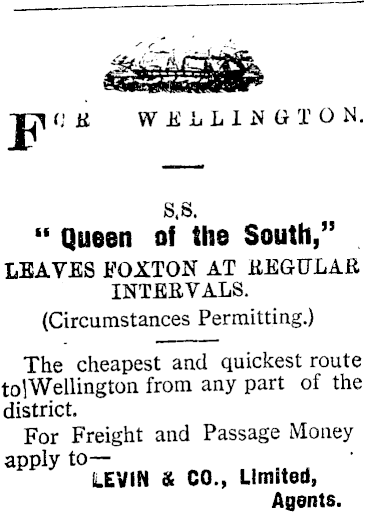 FOR WELLINGTON.
S.S.
"Queen of the South,"
LEAVES FOXTON AT REGULAR
INTERVALS.
(Circumstances Permitting.)
The cheapest and quickest route
to Wellington from any part of the
district.
For Freight and Passage Money
apply to—
LEVIN & CO., Limited,
Agents.